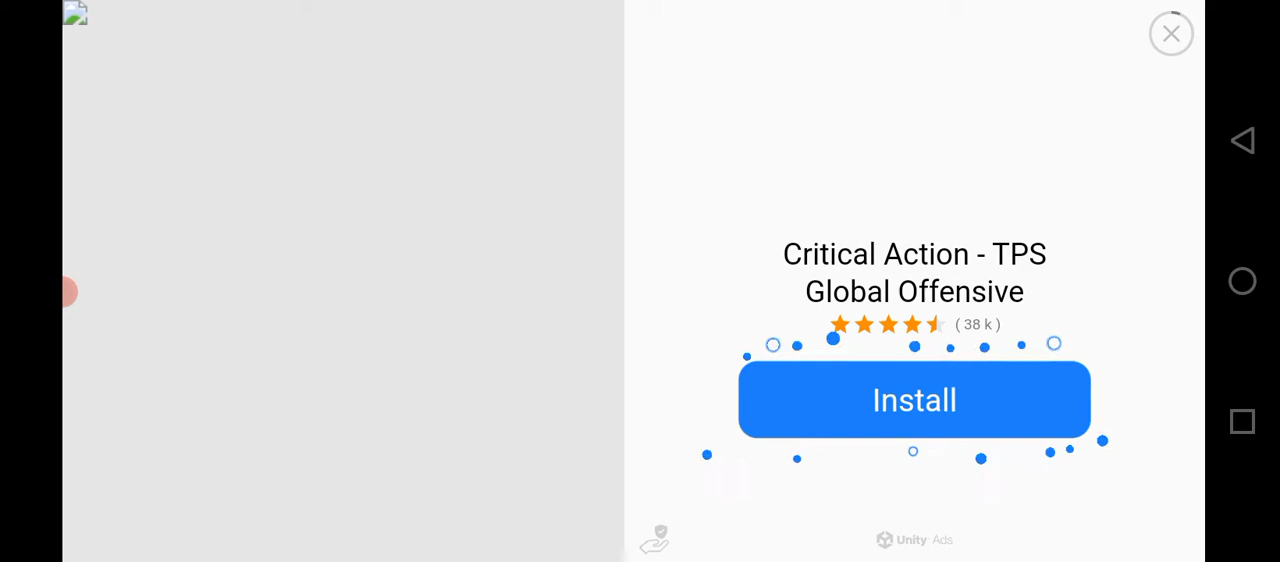 Critical Action - TPS
Global Offensive
( 38 k )
Install
Unity Ads